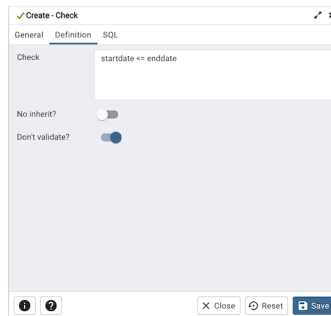 Create - Check
General Definition SQL
Check startdate <= enddate
No inherit?
Don't validate?
Close Reset Save